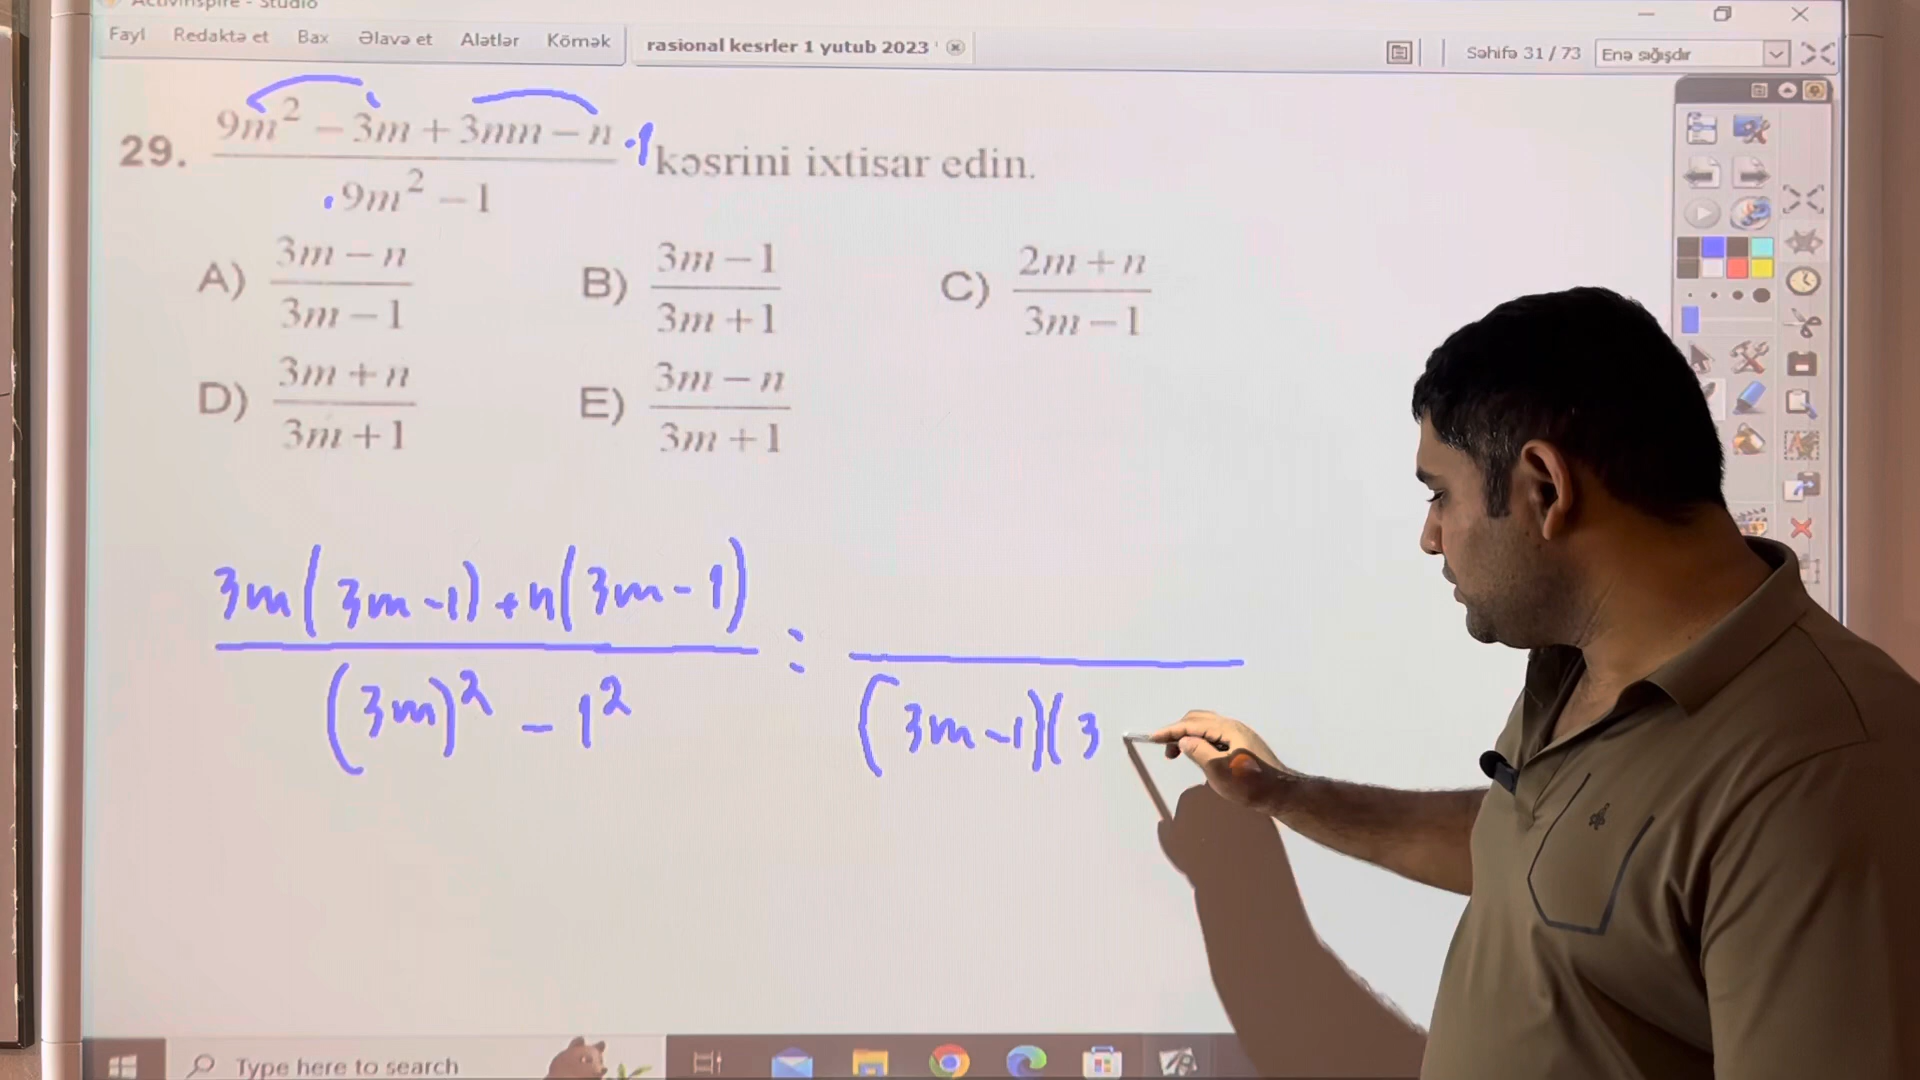 ActivInspire - Studio
Fayl Redaktə et Bax Əlavə et Alətlər Kömək
rasional kesrler 1 yutub 2023
Səhifə 31 / 73
Enə sığışdır
29. (9m² − 3m + 3nm − n) / (9m² − 1) kəsrini ixtisar edin.
·1
A) (3m − n) / (3m − 1)
B) (3m − 1) / (3m + 1)
C) (2m + n) / (3m − 1)
D) (3m + n) / (3m + 1)
E) (3m − n) / (3m + 1)
3m(3m-1)+n(3m-1)
(3m)² - 1²
=
(3m-1)(3
Type here to search